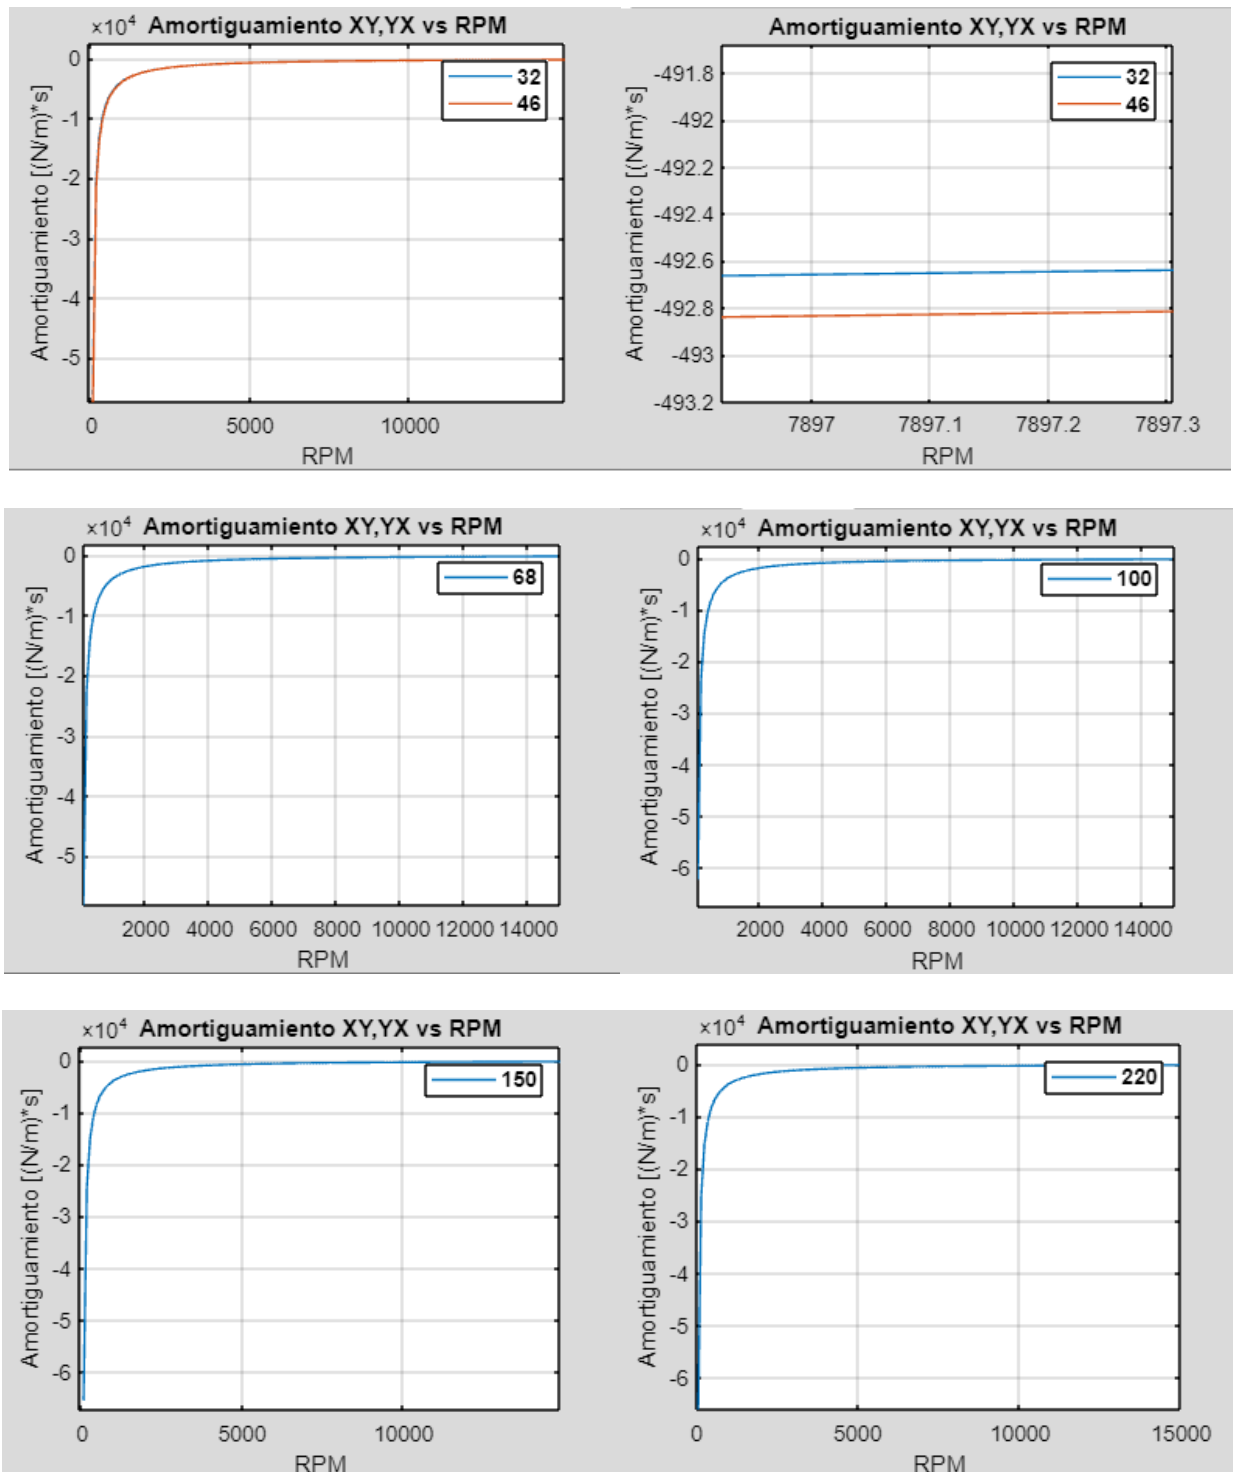 ×10⁴ Amortiguamiento XY,YX vs RPM
Amortiguamiento [(N/m)*s]
0
-1
-2
-3
-4
-5
32
46
0 5000 10000
RPM
Amortiguamiento XY,YX vs RPM
Amortiguamiento [(N/m)*s]
-491.8
-492
-492.2
-492.4
-492.6
-492.8
-493
-493.2
32
46
7897 7897.1 7897.2 7897.3
RPM
×10⁴ Amortiguamiento XY,YX vs RPM
Amortiguamiento [(N/m)*s]
0
-1
-2
-3
-4
-5
68
2000 4000 6000 8000 10000 12000 14000
RPM
×10⁴ Amortiguamiento XY,YX vs RPM
Amortiguamiento [(N/m)*s]
0
-1
-2
-3
-4
-5
-6
100
2000 4000 6000 8000 10000 12000 14000
RPM
×10⁴ Amortiguamiento XY,YX vs RPM
Amortiguamiento [(N/m)*s]
0
-1
-2
-3
-4
-5
-6
150
0 5000 10000
RPM
×10⁴ Amortiguamiento XY,YX vs RPM
Amortiguamiento [(N/m)*s]
0
-1
-2
-3
-4
-5
-6
220
0 5000 10000 15000
RPM